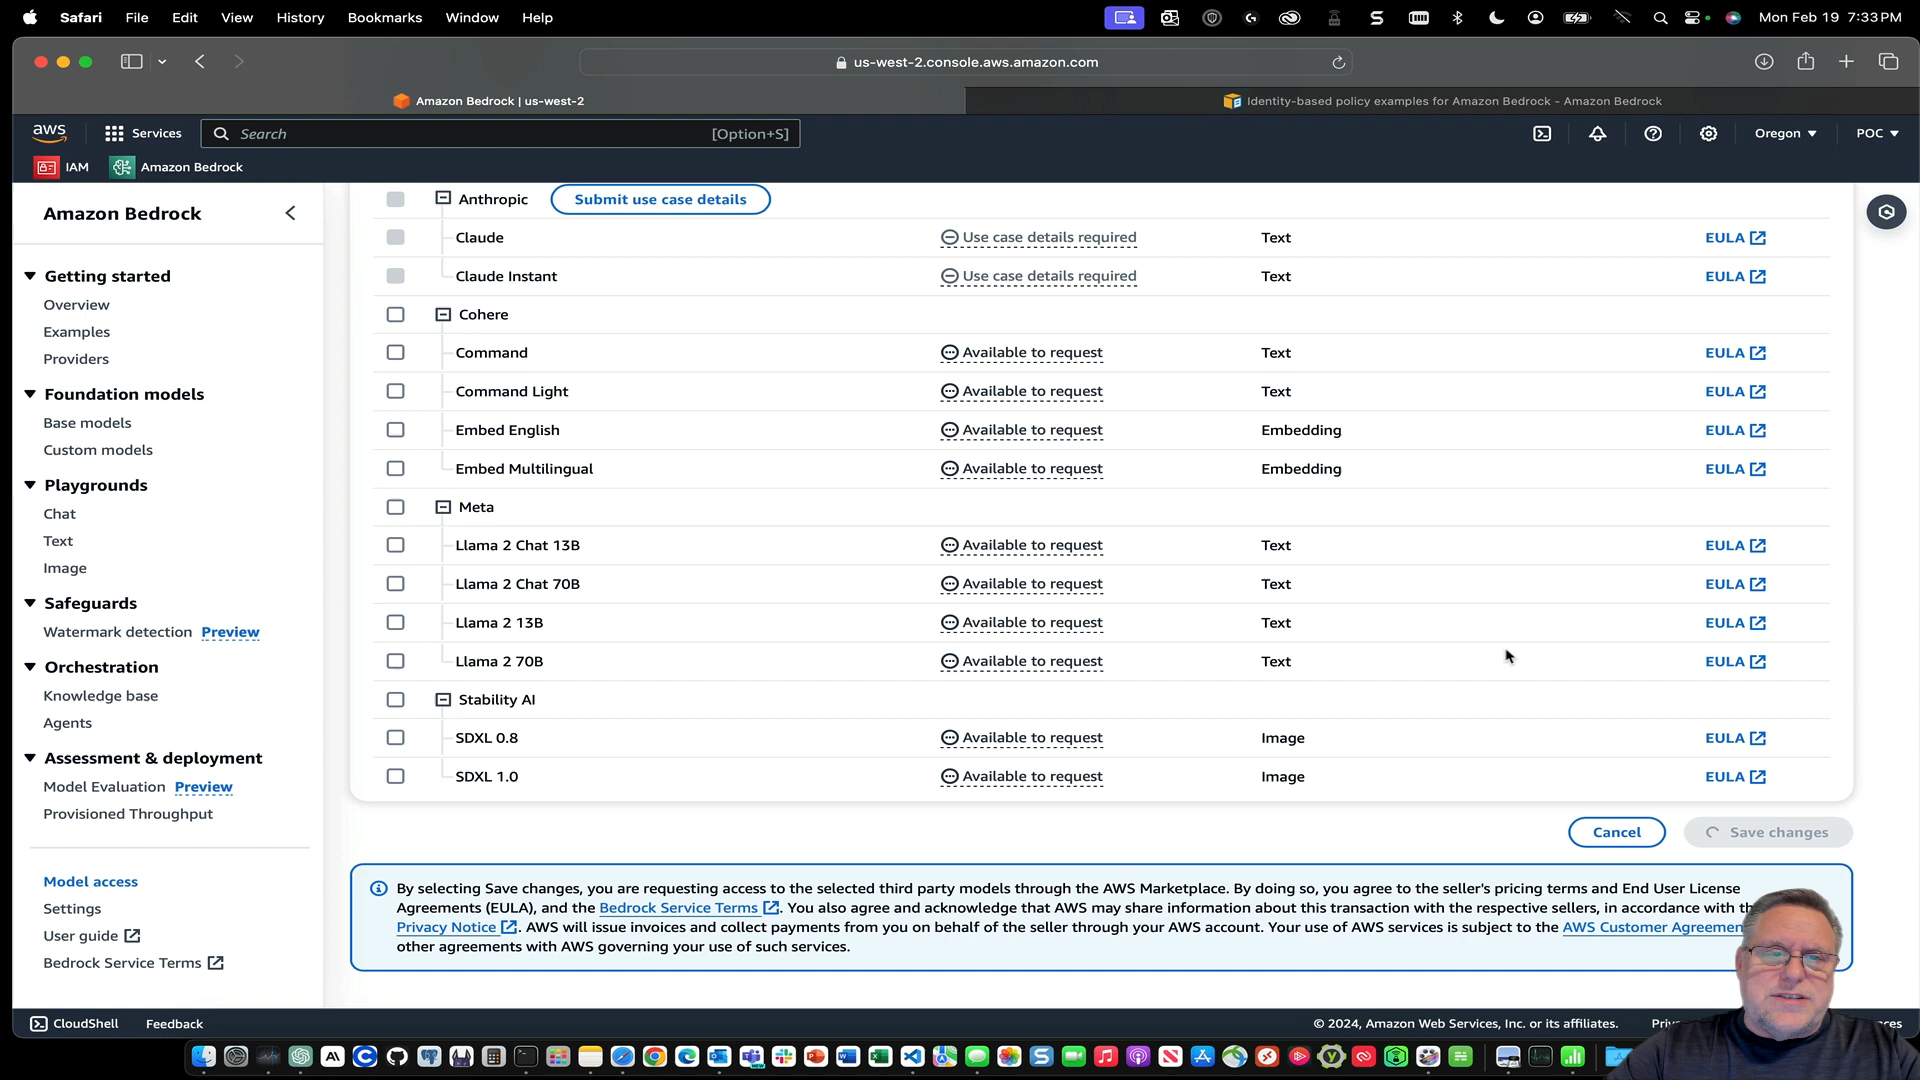 Safari File Edit View History Bookmarks Window Help Mon Feb 19 7:33 PM
us-west-2.console.aws.amazon.com
Amazon Bedrock | us-west-2 Identity-based policy examples for Amazon Bedrock - Amazon Bedrock
aws Services Search [Option+S] Oregon POC
IAM Amazon Bedrock
Amazon Bedrock
Getting started
Overview
Examples
Providers
Foundation models
Base models
Custom models
Playgrounds
Chat
Text
Image
Safeguards
Watermark detection Preview
Orchestration
Knowledge base
Agents
Assessment & deployment
Model Evaluation Preview
Provisioned Throughput
Model access
Settings
User guide
Bedrock Service Terms
Anthropic Submit use case details
Claude Use case details required Text EULA
Claude Instant Use case details required Text EULA
Cohere
Command Available to request Text EULA
Command Light Available to request Text EULA
Embed English Available to request Embedding EULA
Embed Multilingual Available to request Embedding EULA
Meta
Llama 2 Chat 13B Available to request Text EULA
Llama 2 Chat 70B Available to request Text EULA
Llama 2 13B Available to request Text EULA
Llama 2 70B Available to request Text EULA
Stability AI
SDXL 0.8 Available to request Image EULA
SDXL 1.0 Available to request Image EULA
Cancel Save changes
By selecting Save changes, you are requesting access to the selected third party models through the AWS Marketplace. By doing so, you agree to the seller's pricing terms and End User License
Agreements (EULA), and the Bedrock Service Terms. You also agree and acknowledge that AWS may share information about this transaction with the respective sellers, in accordance with
Privacy Notice. AWS will issue invoices and collect payments from you on behalf of the seller through your AWS account. Your use of AWS services is subject to the AWS Customer
other agreements with AWS governing your use of such services.
CloudShell Feedback © 2024, Amazon Web Services, Inc. or its affiliates.